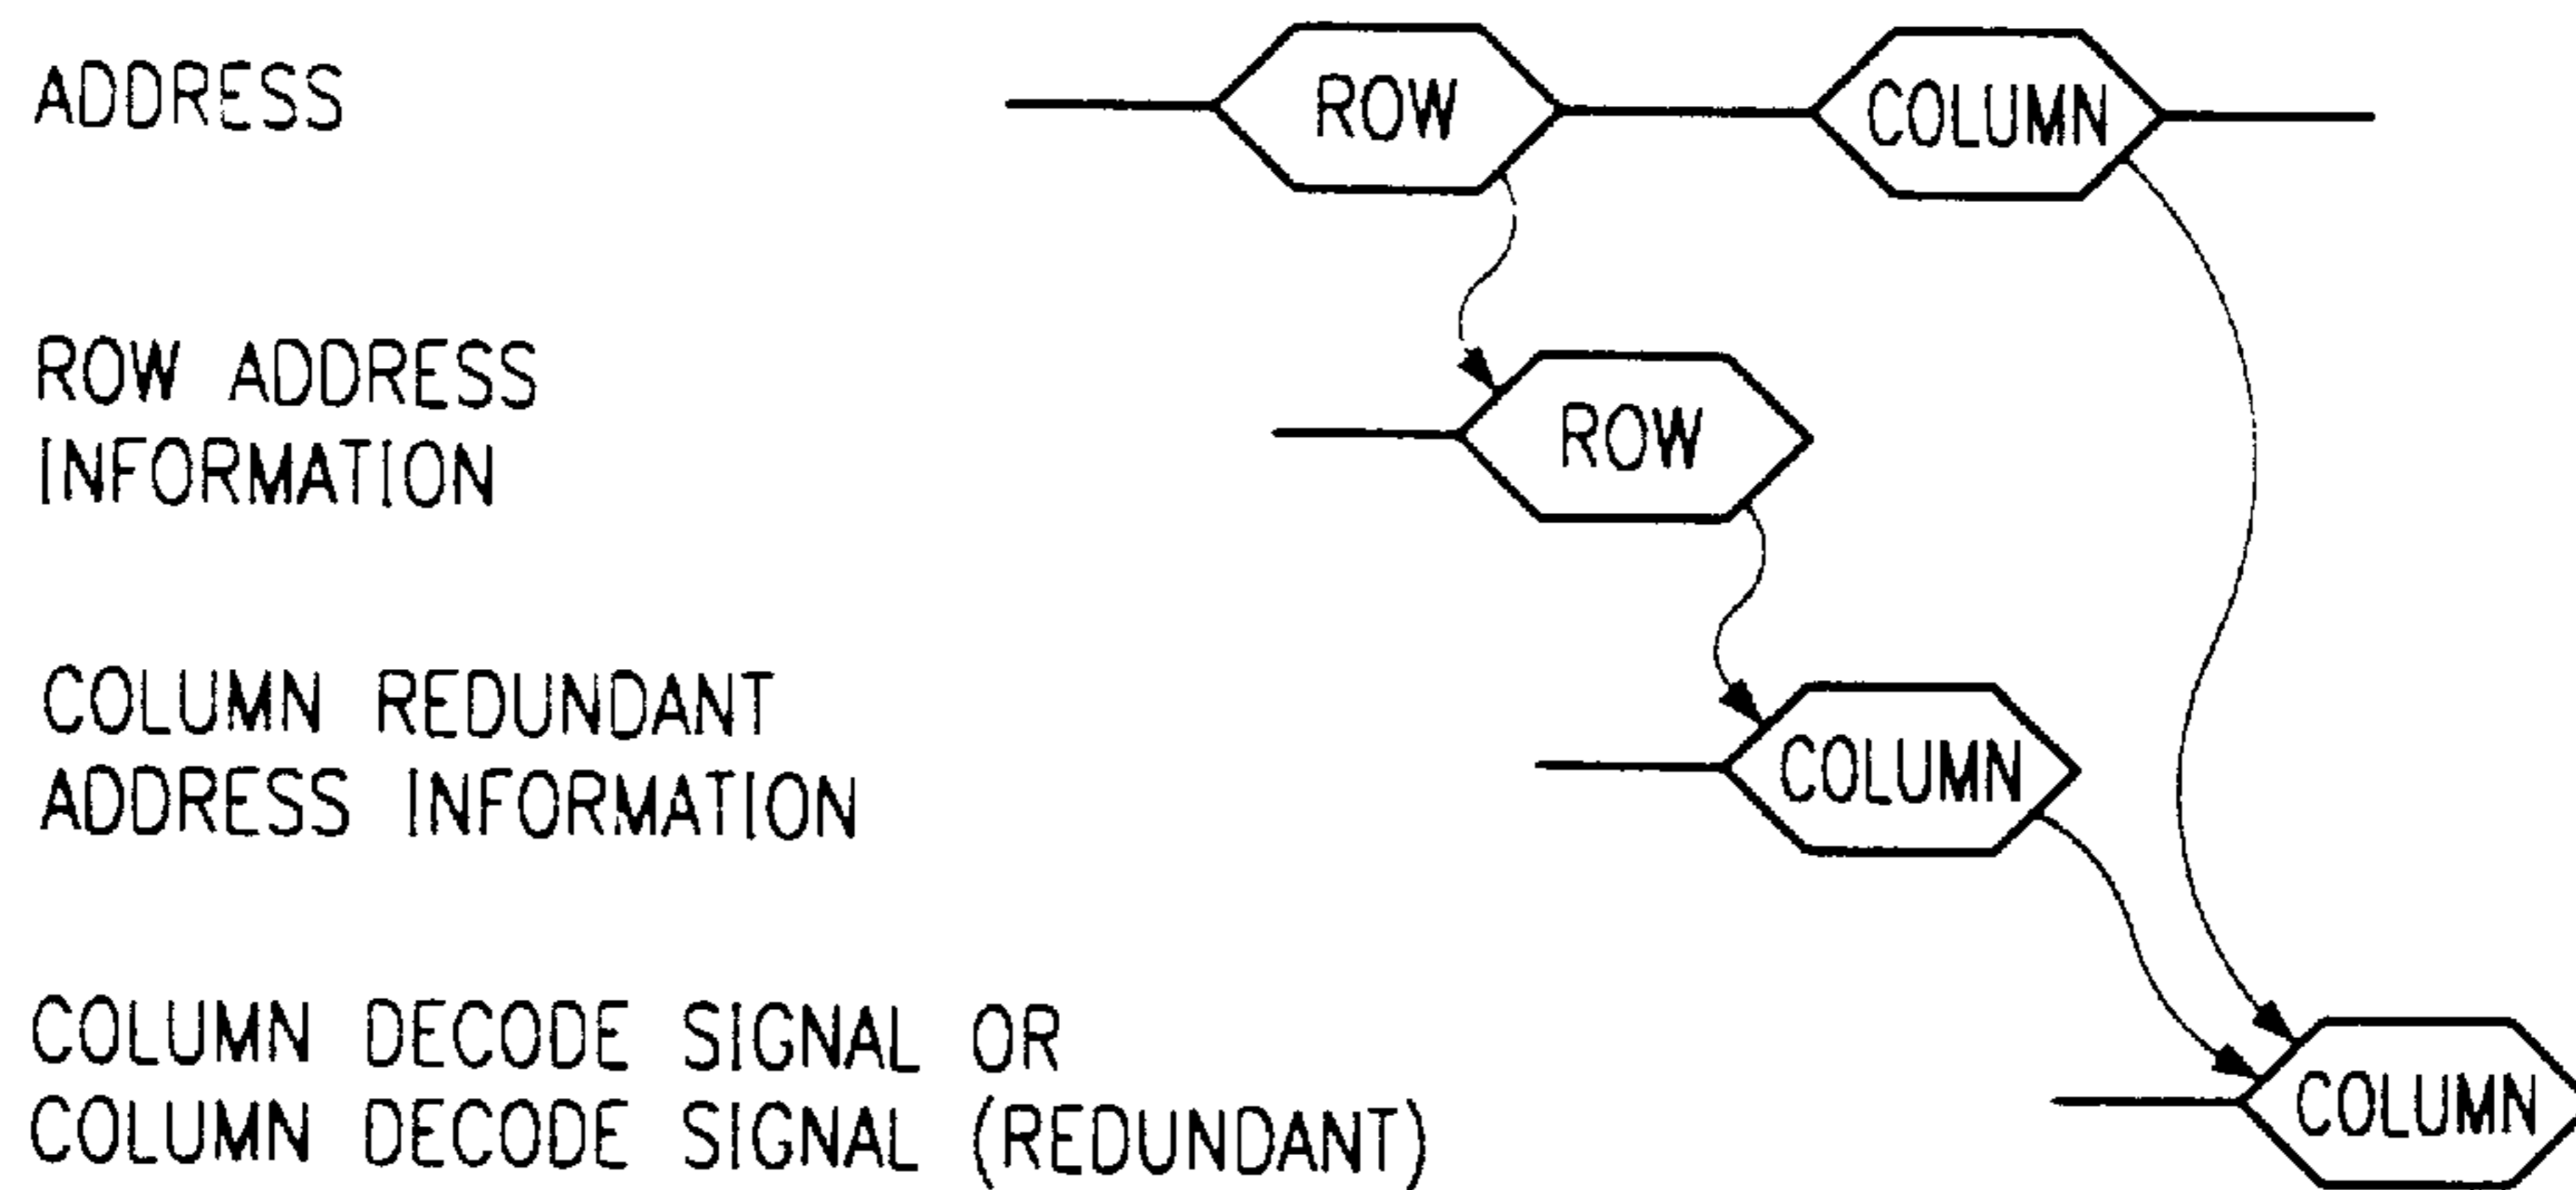 ADDRESS
ROW
COLUMN
ROW ADDRESS
INFORMATION
ROW
COLUMN REDUNDANT
ADDRESS INFORMATION
COLUMN
COLUMN DECODE SIGNAL OR
COLUMN DECODE SIGNAL (REDUNDANT)
COLUMN